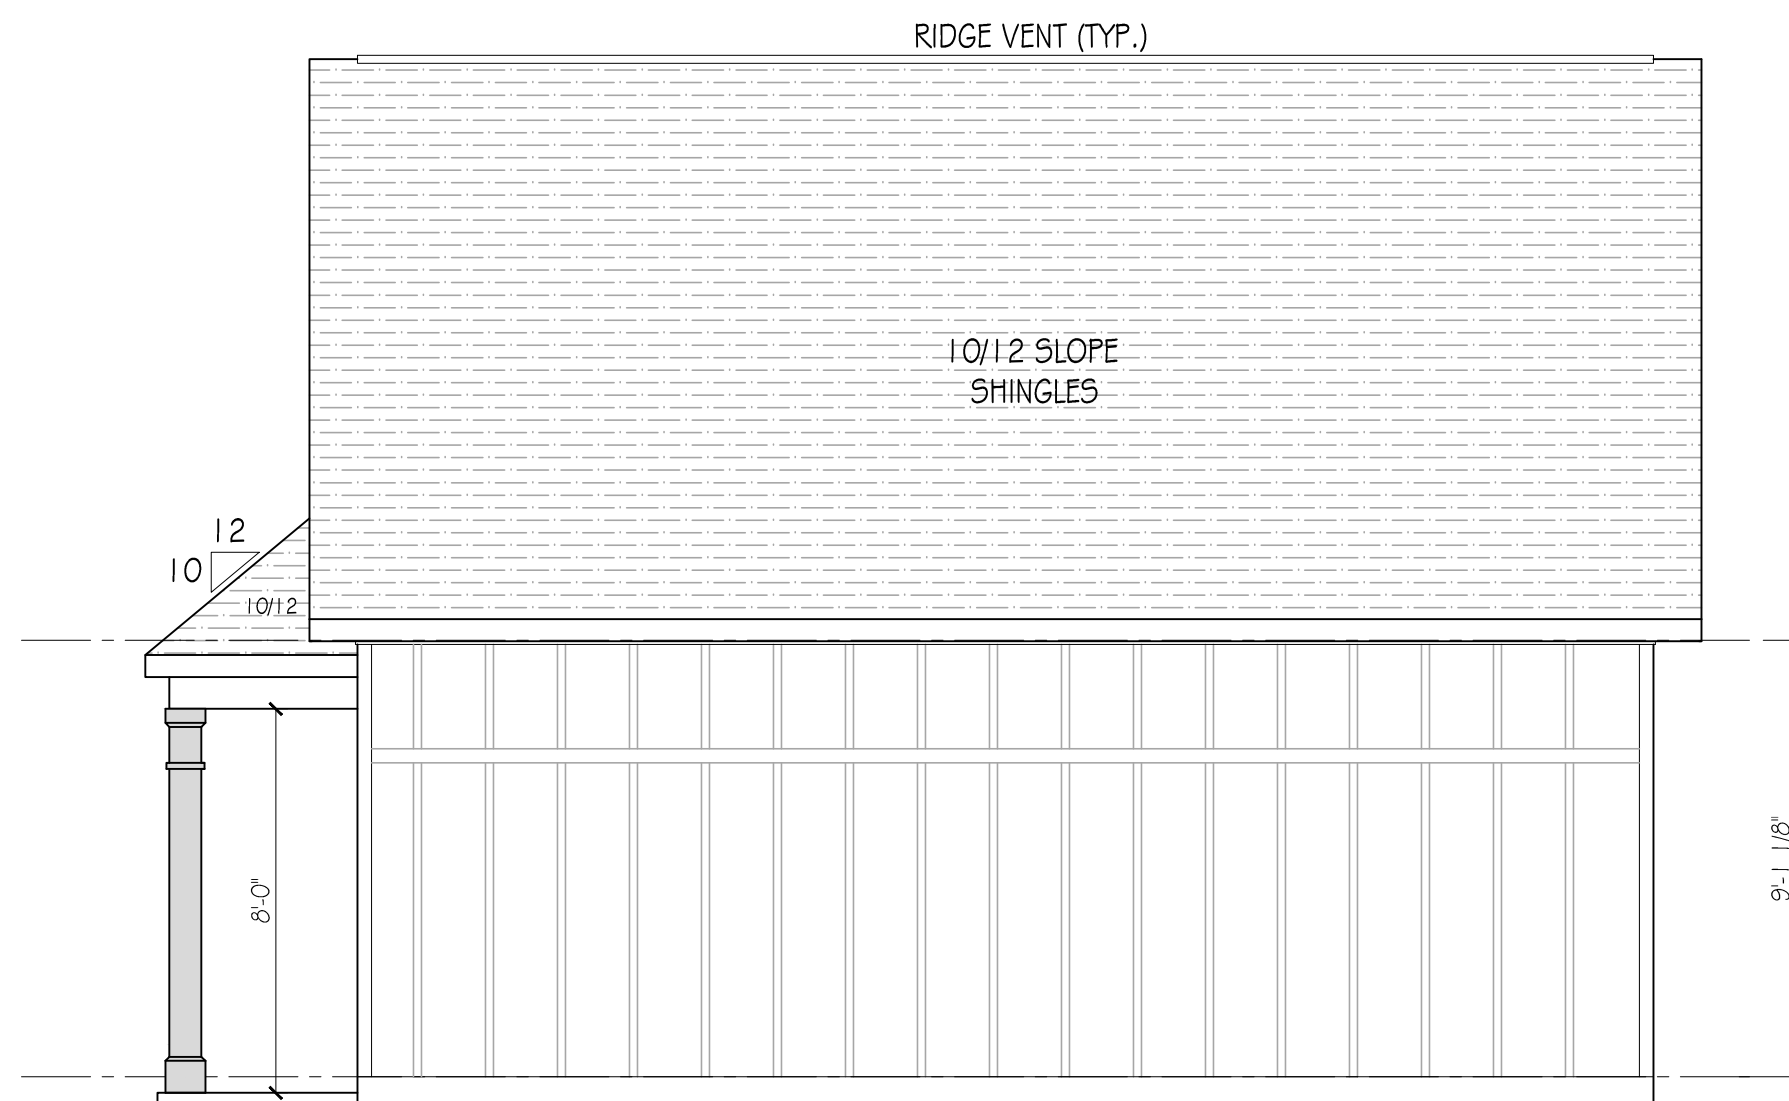 RIDGE VENT (TYP.)
10/12 SLOPE
SHINGLES
12
10
10/12
8'-0"
9'-1 1/8"